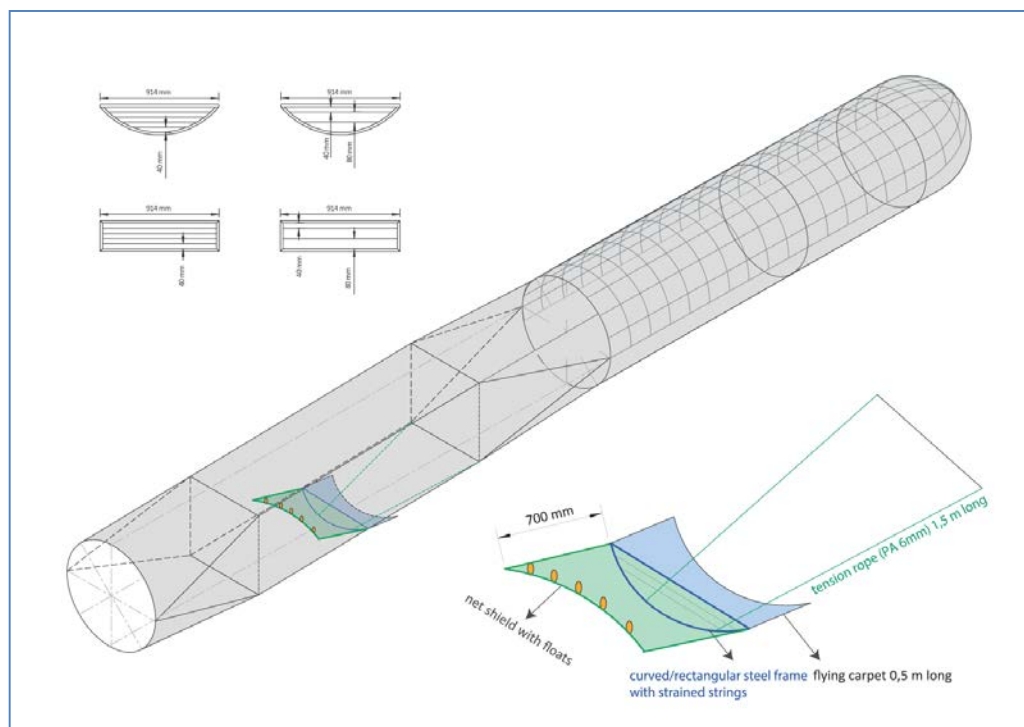 914 mm
914 mm
40 mm
40 mm
80 mm
914 mm
914 mm
40 mm
40 mm
80 mm
700 mm
tension rope (PA 6mm) 1,5 m long
net shield with floats
curved/rectangular steel frame
with strained strings
flying carpet 0,5 m long